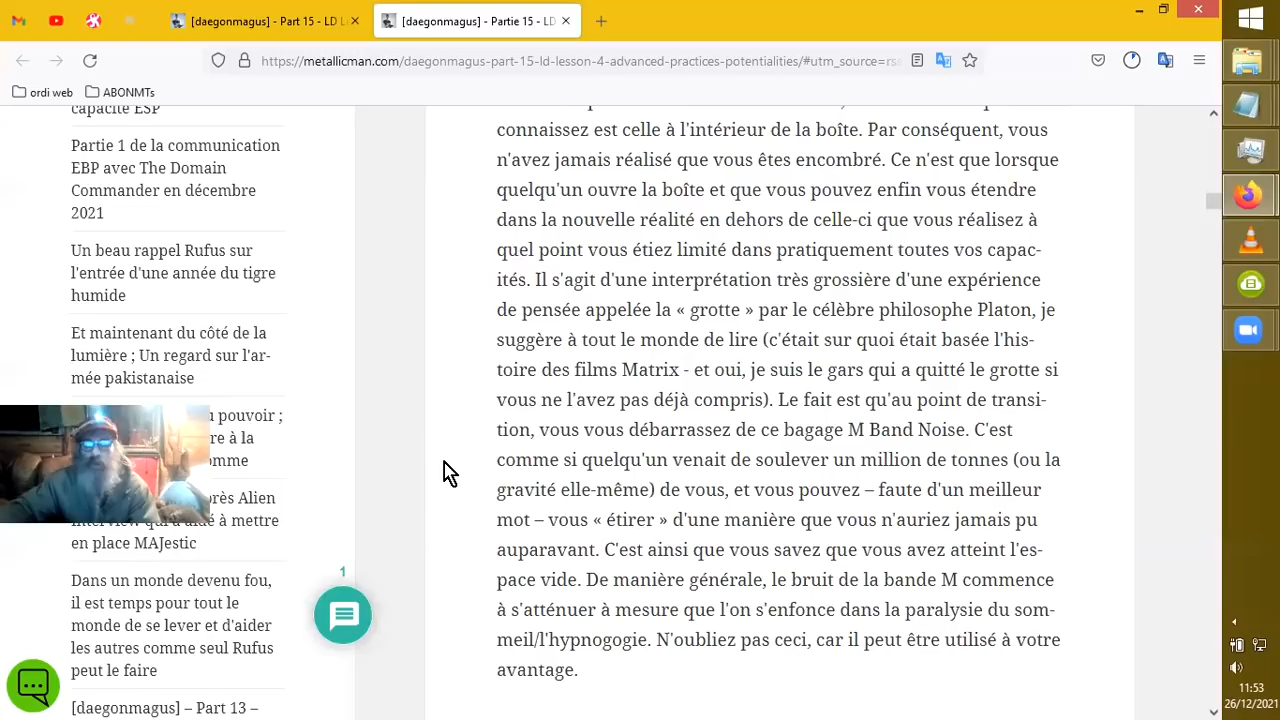 [daegonmagus] - Part 15 - LD L
[daegonmagus] - Partie 15 - LD
https://metallicman.com/daegonmagus-part-15-ld-lesson-4-advanced-practices-potentialities/#utm_source=rs
ordi web
ABONMTs
capacité ESP
Partie 1 de la communication
EBP avec The Domain
Commander en décembre
2021
Un beau rappel Rufus sur
l'entrée d'une année du tigre
humide
Et maintenant du côté de la
lumière ; Un regard sur l'ar-
mée pakistanaise
u pouvoir ;
re à la
omme
près Alien
Interview qui a aidé à mettre
en place MAJestic
Dans un monde devenu fou,
il est temps pour tout le
monde de se lever et d'aider
les autres comme seul Rufus
peut le faire
[daegonmagus] – Part 13 –
connaissez est celle à l'intérieur de la boîte. Par conséquent, vous
n'avez jamais réalisé que vous êtes encombré. Ce n'est que lorsque
quelqu'un ouvre la boîte et que vous pouvez enfin vous étendre
dans la nouvelle réalité en dehors de celle-ci que vous réalisez à
quel point vous étiez limité dans pratiquement toutes vos capac-
ités. Il s'agit d'une interprétation très grossière d'une expérience
de pensée appelée la « grotte » par le célèbre philosophe Platon, je
suggère à tout le monde de lire (c'était sur quoi était basée l'his-
toire des films Matrix - et oui, je suis le gars qui a quitté le grotte si
vous ne l'avez pas déjà compris). Le fait est qu'au point de transi-
tion, vous vous débarrassez de ce bagage M Band Noise. C'est
comme si quelqu'un venait de soulever un million de tonnes (ou la
gravité elle-même) de vous, et vous pouvez – faute d'un meilleur
mot – vous « étirer » d'une manière que vous n'auriez jamais pu
auparavant. C'est ainsi que vous savez que vous avez atteint l'es-
pace vide. De manière générale, le bruit de la bande M commence
à s'atténuer à mesure que l'on s'enfonce dans la paralysie du som-
meil/l'hypnogogie. N'oubliez pas ceci, car il peut être utilisé à votre
avantage.
1
11:53
26/12/2021